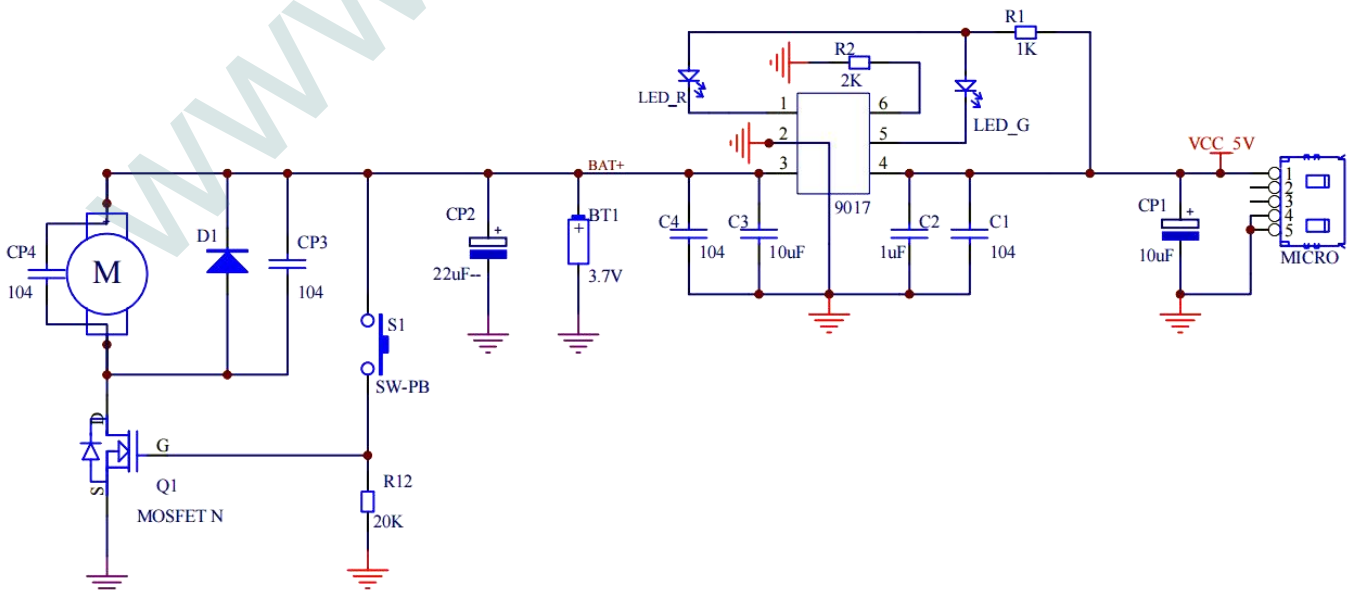 WWW
R1
1K
R2
2K
LED_R
LED_G
1
2
3
6
5
4
9017
VCC_5V
BAT+
1
2
3
4
5
MICRO
CP4
104
+
M
D1
CP3
104
CP2
+
22uF--
BT1
+
3.7V
C4
104
C3
10uF
C2
1uF
C1
104
CP1
+
10uF
S1
SW-PB
D
G
S
Q1
MOSFET N
R12
20K